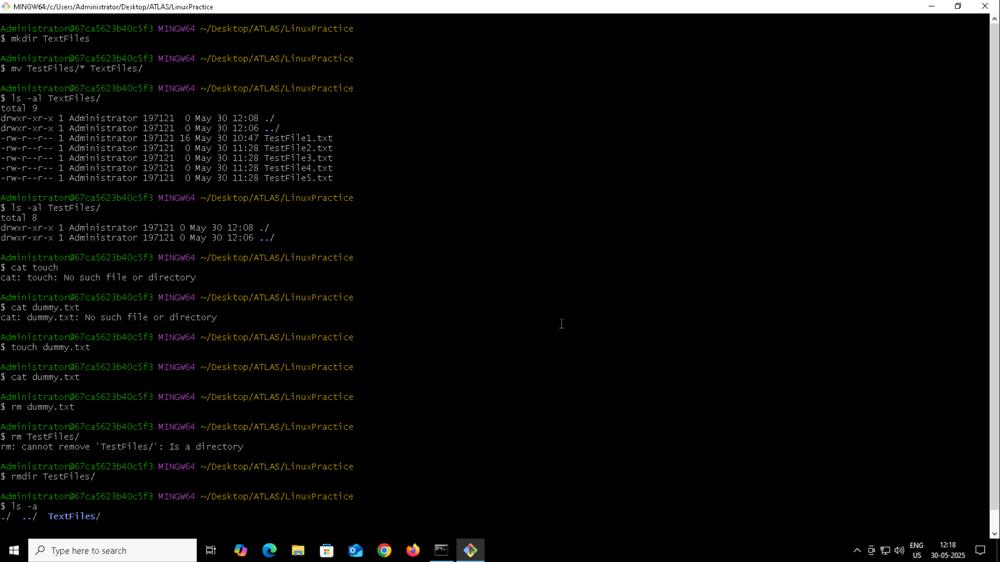 MINGW64:/c/Users/Administrator/Desktop/ATLAS/LinuxPractice
Administrator@67ca5623b40c5f3 MINGW64 ~/Desktop/ATLAS/LinuxPractice
$ mkdir TextFiles
Administrator@67ca5623b40c5f3 MINGW64 ~/Desktop/ATLAS/LinuxPractice
$ mv TestFiles/* TextFiles/
Administrator@67ca5623b40c5f3 MINGW64 ~/Desktop/ATLAS/LinuxPractice
$ ls -al TextFiles/
total 9
drwxr-xr-x 1 Administrator 197121  0 May 30 12:08 ./
drwxr-xr-x 1 Administrator 197121  0 May 30 12:06 ../
-rw-r--r-- 1 Administrator 197121 16 May 30 10:47 TestFile1.txt
-rw-r--r-- 1 Administrator 197121  0 May 30 11:28 TestFile2.txt
-rw-r--r-- 1 Administrator 197121  0 May 30 11:28 TestFile3.txt
-rw-r--r-- 1 Administrator 197121  0 May 30 11:28 TestFile4.txt
-rw-r--r-- 1 Administrator 197121  0 May 30 11:28 TestFile5.txt
Administrator@67ca5623b40c5f3 MINGW64 ~/Desktop/ATLAS/LinuxPractice
$ ls -al TestFiles/
total 8
drwxr-xr-x 1 Administrator 197121 0 May 30 12:08 ./
drwxr-xr-x 1 Administrator 197121 0 May 30 12:06 ../
Administrator@67ca5623b40c5f3 MINGW64 ~/Desktop/ATLAS/LinuxPractice
$ cat touch
cat: touch: No such file or directory
Administrator@67ca5623b40c5f3 MINGW64 ~/Desktop/ATLAS/LinuxPractice
$ cat dummy.txt
cat: dummy.txt: No such file or directory
Administrator@67ca5623b40c5f3 MINGW64 ~/Desktop/ATLAS/LinuxPractice
$ touch dummy.txt
Administrator@67ca5623b40c5f3 MINGW64 ~/Desktop/ATLAS/LinuxPractice
$ cat dummy.txt
Administrator@67ca5623b40c5f3 MINGW64 ~/Desktop/ATLAS/LinuxPractice
$ rm dummy.txt
Administrator@67ca5623b40c5f3 MINGW64 ~/Desktop/ATLAS/LinuxPractice
$ rm TestFiles/
rm: cannot remove 'TestFiles/': Is a directory
Administrator@67ca5623b40c5f3 MINGW64 ~/Desktop/ATLAS/LinuxPractice
$ rmdir TestFiles/
Administrator@67ca5623b40c5f3 MINGW64 ~/Desktop/ATLAS/LinuxPractice
$ ls -a
./  ../  TextFiles/
Type here to search
ENG
US
12:18
30-05-2025